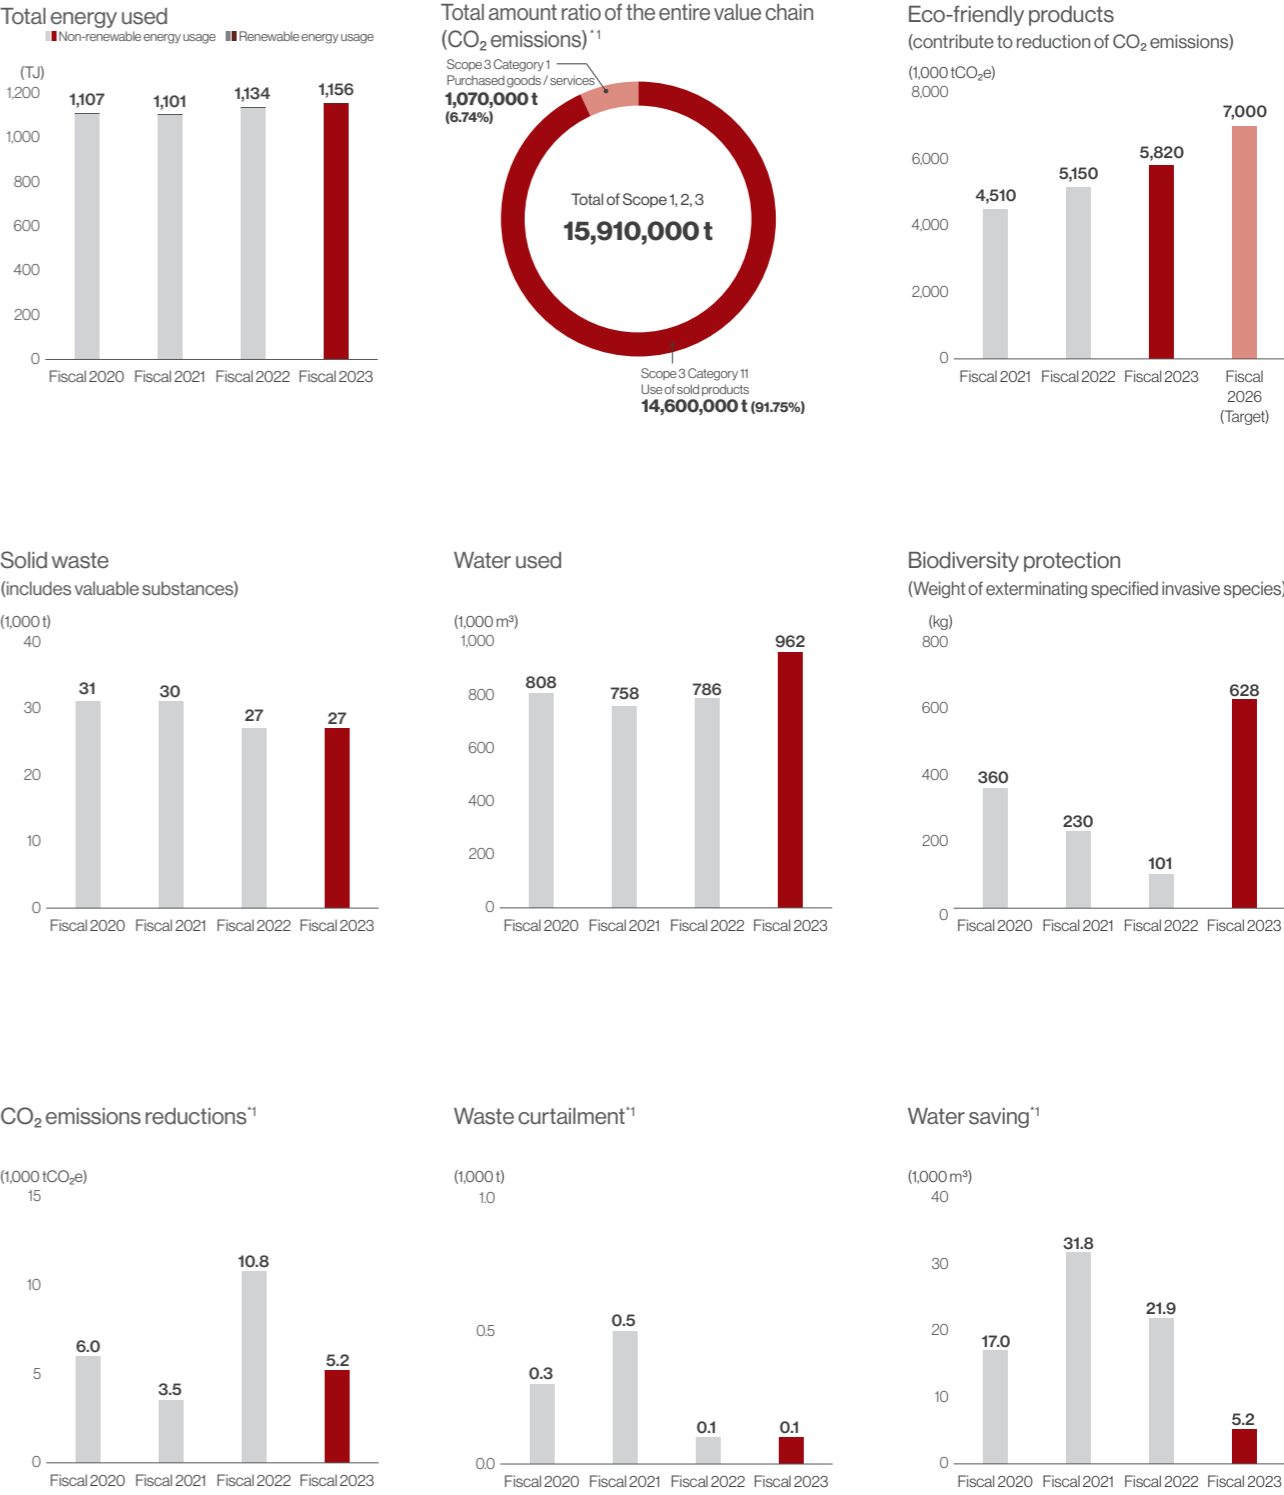 Total energy used
Non-renewable energy usage Renewable energy usage
(TJ)
1,200
1,000
800
600
400
200
0
1,107
1,101
1,134
1,156
Fiscal 2020 Fiscal 2021 Fiscal 2022 Fiscal 2023
Total amount ratio of the entire value chain
(CO₂ emissions) *1
Scope 3 Category 1
Purchased goods / services
1,070,000 t
(6.74%)
Total of Scope 1, 2, 3
15,910,000 t
Scope 3 Category 11
Use of sold products
14,600,000 t (91.75%)
Eco-friendly products
(contribute to reduction of CO₂ emissions)
(1,000 tCO₂e)
8,000
6,000
4,000
2,000
0
4,510
5,150
5,820
7,000
Fiscal 2021 Fiscal 2022 Fiscal 2023 Fiscal
2026
(Target)
Solid waste
(includes valuable substances)
(1,000 t)
40
30
20
10
0
31
30
27
27
Fiscal 2020 Fiscal 2021 Fiscal 2022 Fiscal 2023
Water used
(1,000 m³)
1,000
800
600
400
200
0
808
758
786
962
Fiscal 2020 Fiscal 2021 Fiscal 2022 Fiscal 2023
Biodiversity protection
(Weight of exterminating specified invasive species)
(kg)
800
600
400
200
0
360
230
101
628
Fiscal 2020 Fiscal 2021 Fiscal 2022 Fiscal 2023
CO₂ emissions reductions*1
(1,000 tCO₂e)
15
10
5
0
6.0
3.5
10.8
5.2
Fiscal 2020 Fiscal 2021 Fiscal 2022 Fiscal 2023
Waste curtailment*1
(1,000 t)
1.0
0.5
0.0
0.3
0.5
0.1
0.1
Fiscal 2020 Fiscal 2021 Fiscal 2022 Fiscal 2023
Water saving*1
(1,000 m³)
40
30
20
10
0
17.0
31.8
21.9
5.2
Fiscal 2020 Fiscal 2021 Fiscal 2022 Fiscal 2023